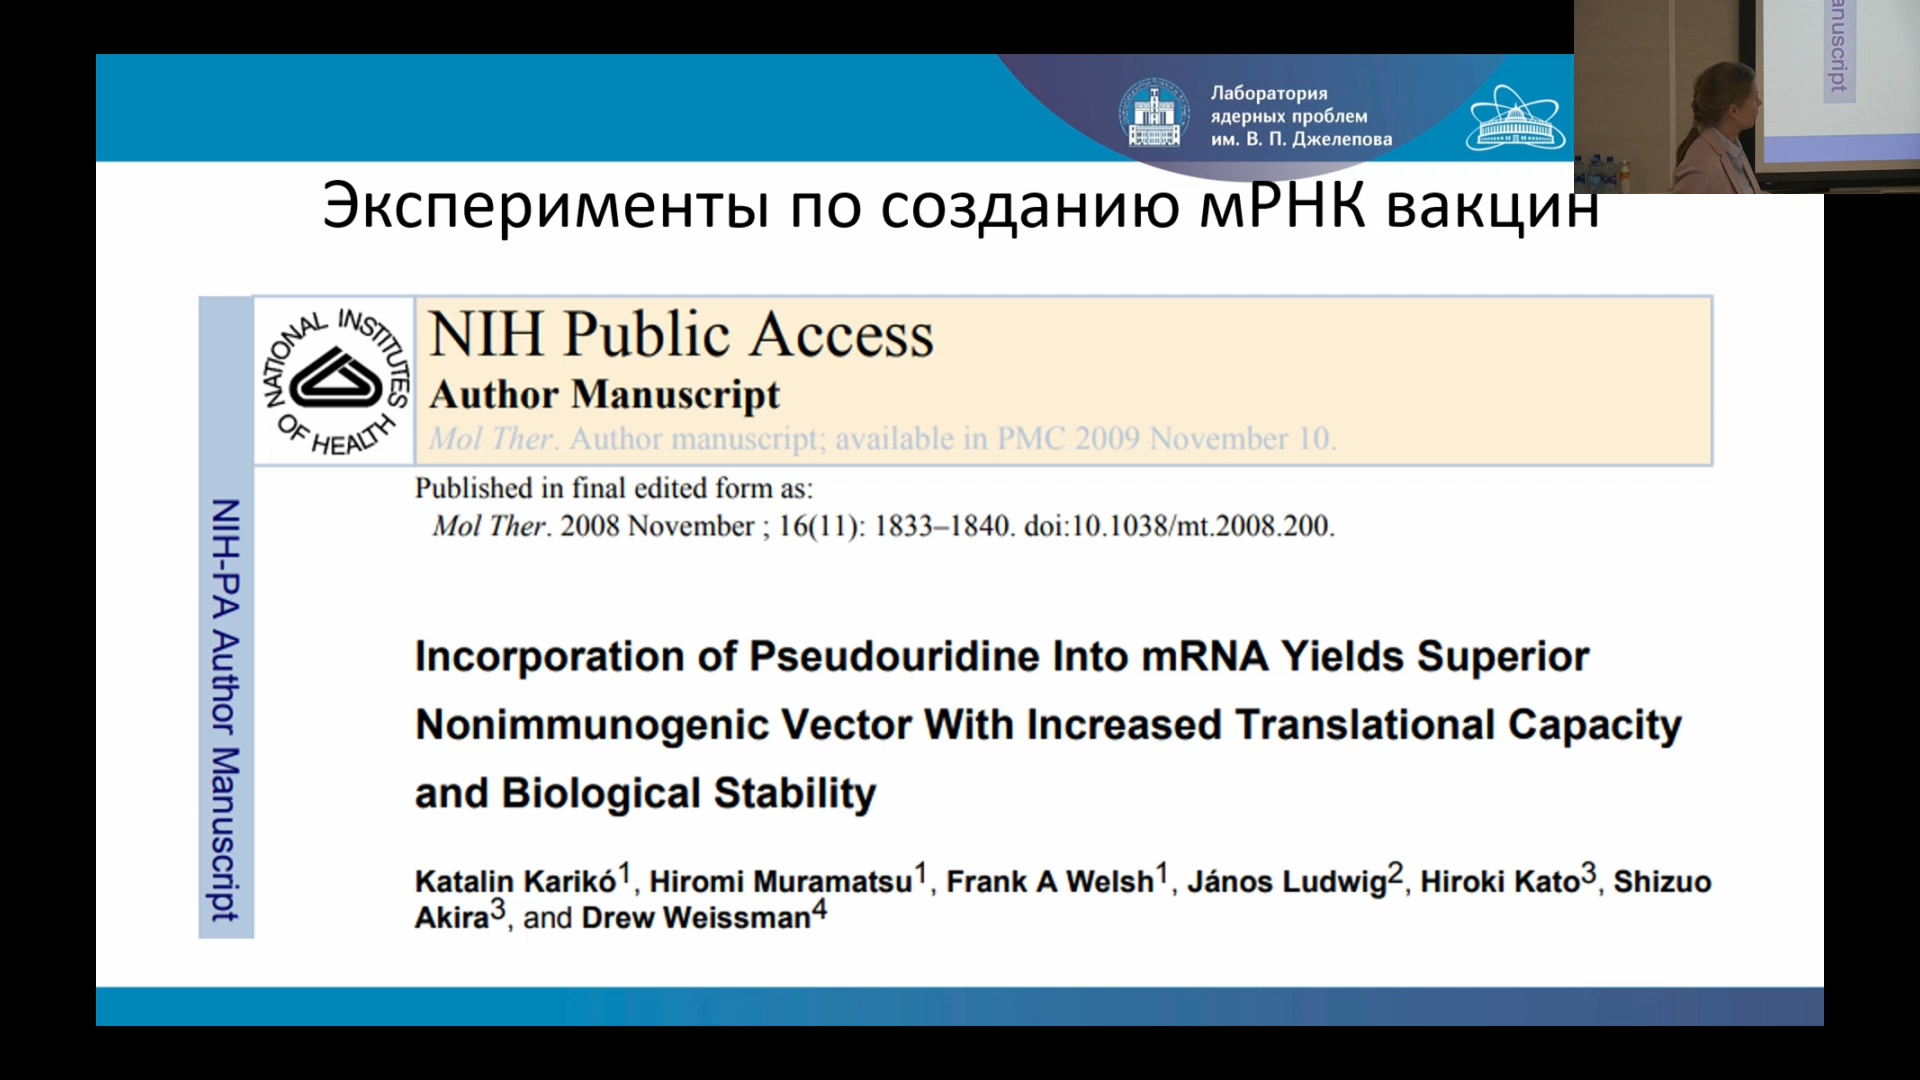 Лаборатория
ядерных проблем
им. В. П. Джелепова
anuscript
Эксперименты по созданию мРНК вакцин
NATIONAL INSTITUTES OF HEALTH
NIH Public Access
Author Manuscript
Mol Ther. Author manuscript; available in PMC 2009 November 10.
Published in final edited form as:
Mol Ther. 2008 November ; 16(11): 1833–1840. doi:10.1038/mt.2008.200.
NIH-PA Author Manuscript
Incorporation of Pseudouridine Into mRNA Yields Superior
Nonimmunogenic Vector With Increased Translational Capacity
and Biological Stability
Katalin Karikó1, Hiromi Muramatsu1, Frank A Welsh1, János Ludwig2, Hiroki Kato3, Shizuo
Akira3, and Drew Weissman4